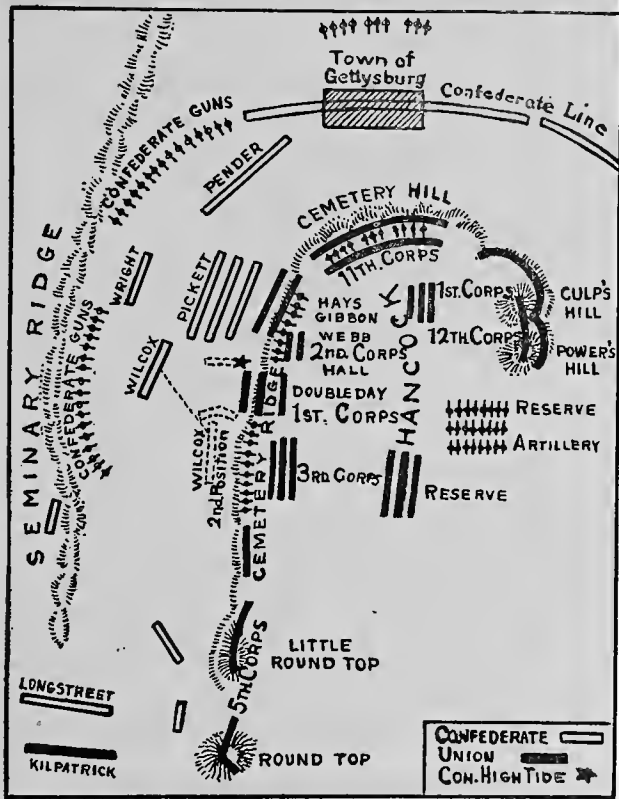 Town of
Gettysburg
Confederate Line
CONFEDERATE GUNS
PENDER
CEMETERY HILL
11TH. CORPS
SEMINARY RIDGE
WRIGHT
PICKETT
HAYS
GIBBON
WEBB
2ND. CORPS
HALL
HANCOCK
1ST. CORPS
12TH. CORPS
CULP'S
HILL
POWER'S
HILL
WILCOX
CONFEDERATE GUNS
DOUBLEDAY
1ST. CORPS
RESERVE
ARTILLERY
WILCOX
2nd. Position
CEMETERY RIDGE
3RD. CORPS
RESERVE
5TH CORPS
LITTLE
ROUND TOP
LONGSTREET
KILPATRICK
ROUND TOP
CONFEDERATE
UNION
CON. HIGH TIDE